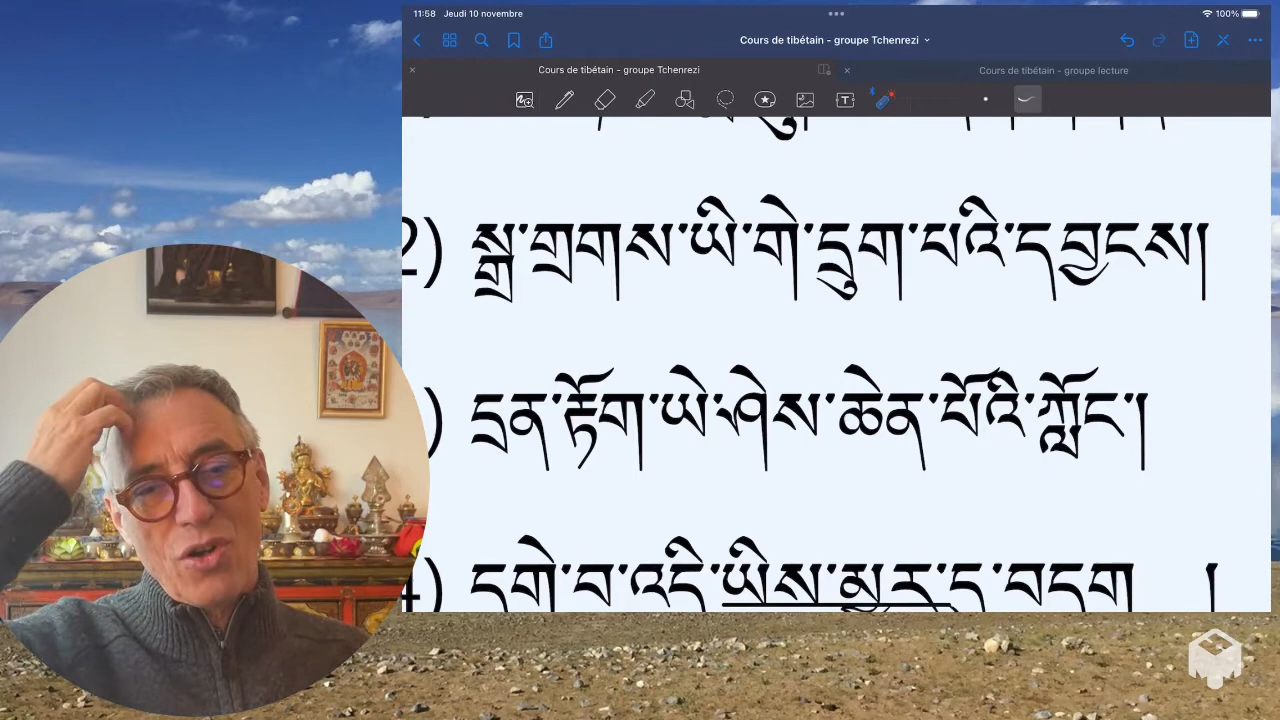 11:58 Jeudi 10 novembre
100%
Cours de tibétain - groupe Tchenrezi
Cours de tibétain - groupe Tchenrezi
Cours de tibétain - groupe lecture
2) སྒྲ་གྲགས་ཡི་གེ་དྲུག་པའི་དབྱངས།
) དྲན་རྟོག་ཡེ་ཤེས་ཆེན་པོའི་ཀློང་།
4) དགེ་བ་འདི་ཡིས་མྱུར་ད་བདག །